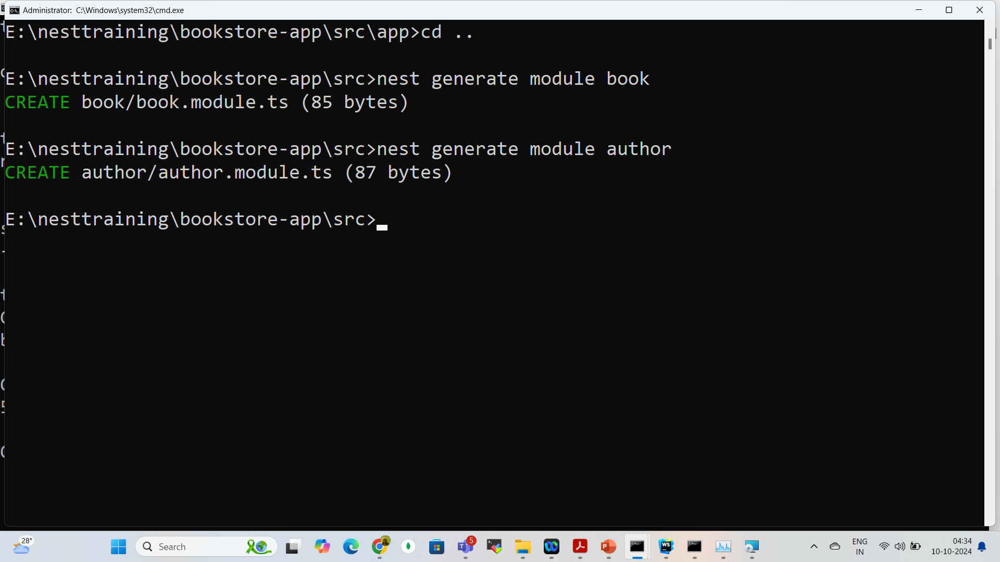 Administrator: C:\Windows\system32\cmd.exe
E:\nesttraining\bookstore-app\src\app>cd ..
E:\nesttraining\bookstore-app\src>nest generate module book
CREATE book/book.module.ts (85 bytes)
E:\nesttraining\bookstore-app\src>nest generate module author
CREATE author/author.module.ts (87 bytes)
E:\nesttraining\bookstore-app\src>
28°
Search
5
ENG
IN
04:34
10-10-2024